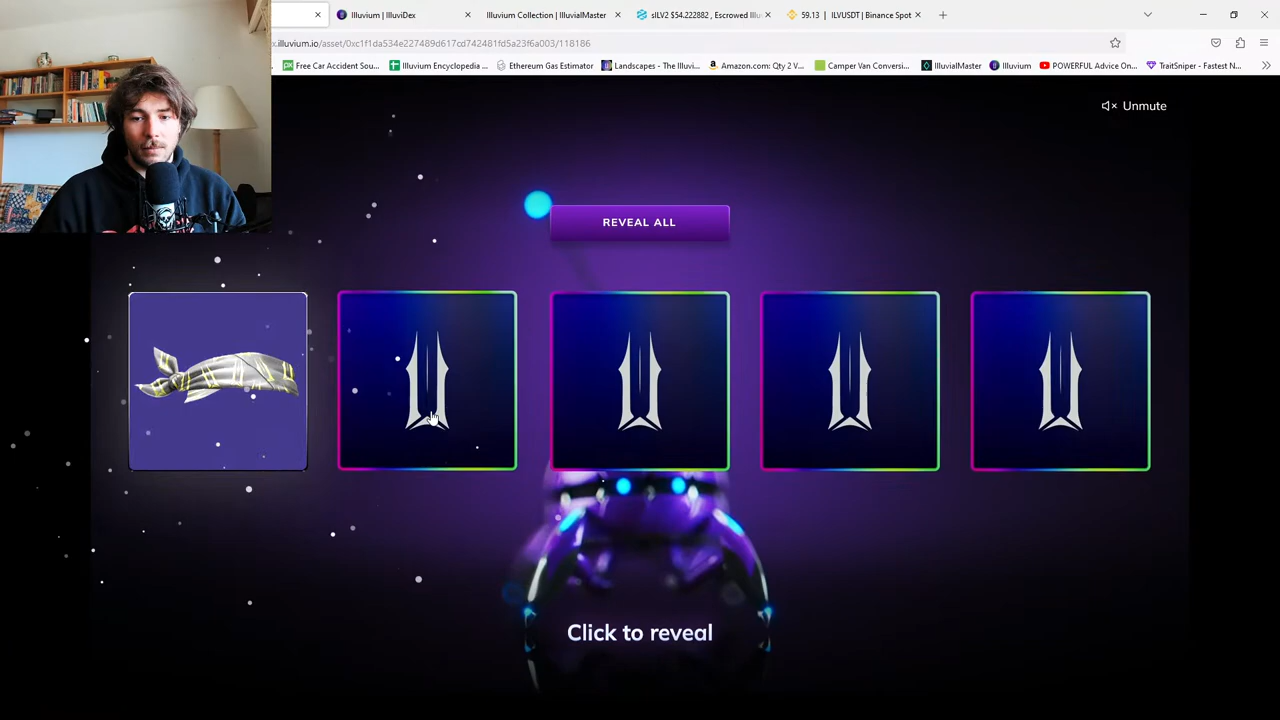 Illuvium | IlluviDex
Illuvium Collection | IlluvialMaster
sILV2 $54.222882 , Escrowed Illu
59.13 | ILVUSDT | Binance Spot
.illuvium.io/asset/0xc1f1da534e227489d617cd742481fd5a23f6a003/118186
Free Car Accident Sou...
Illuvium Encyclopedia ...
Ethereum Gas Estimator
Landscapes - The Illuvi...
Amazon.com: Qty 2 V...
Camper Van Conversi...
IlluvialMaster
Illuvium
POWERFUL Advice On...
TraitSniper - Fastest N...
Unmute
REVEAL ALL
Click to reveal